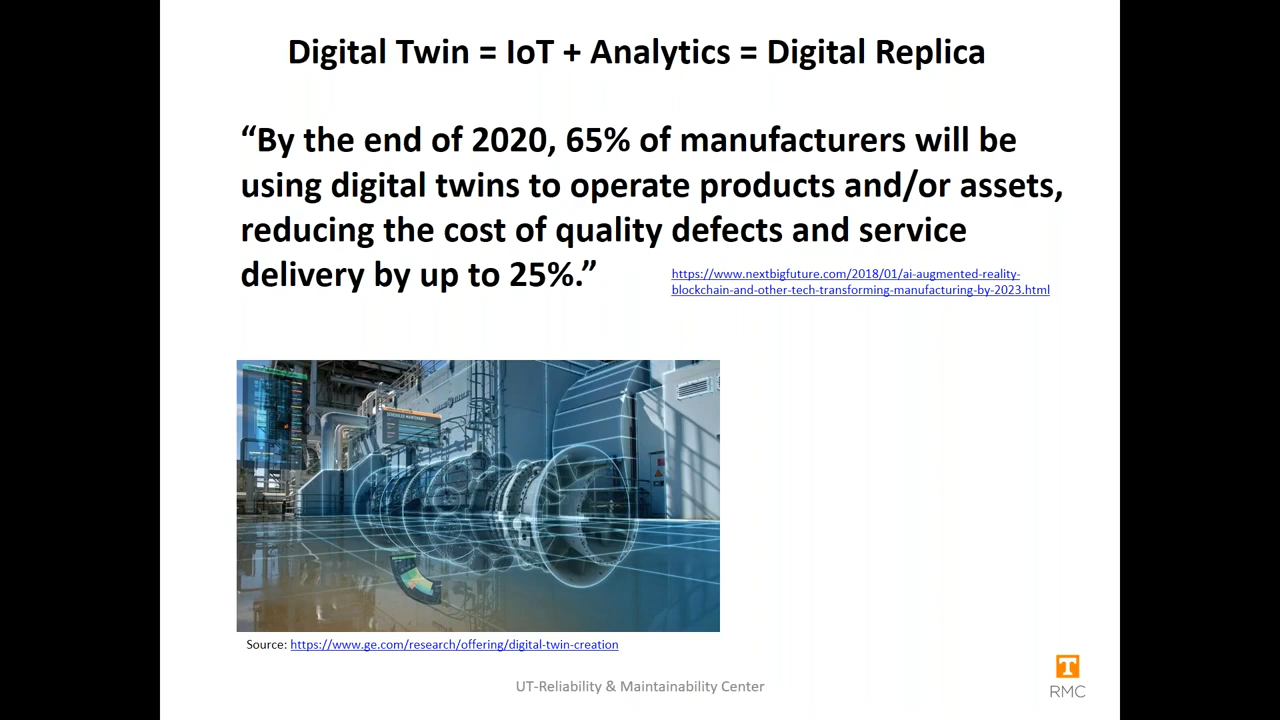 Digital Twin = IoT + Analytics = Digital Replica
“By the end of 2020, 65% of manufacturers will be
using digital twins to operate products and/or assets,
reducing the cost of quality defects and service
delivery by up to 25%.”
https://www.nextbigfuture.com/2018/01/ai-augmented-reality-
blockchain-and-other-tech-transforming-manufacturing-by-2023.html
SCHEDULED MAINTENANCE
Source: https://www.ge.com/research/offering/digital-twin-creation
UT-Reliability & Maintainability Center
T
RMC